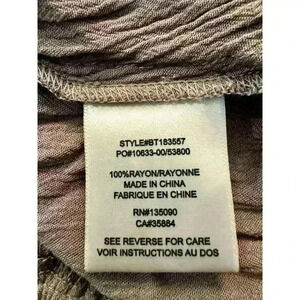 STYLE#BT183557
PO#10633-00/53800
100%RAYON/RAYONNE
MADE IN CHINA
FABRIQUE EN CHINE
RN#135090
CA#35884
SEE REVERSE FOR CARE
VOIR INSTRUCTIONS AU DOS